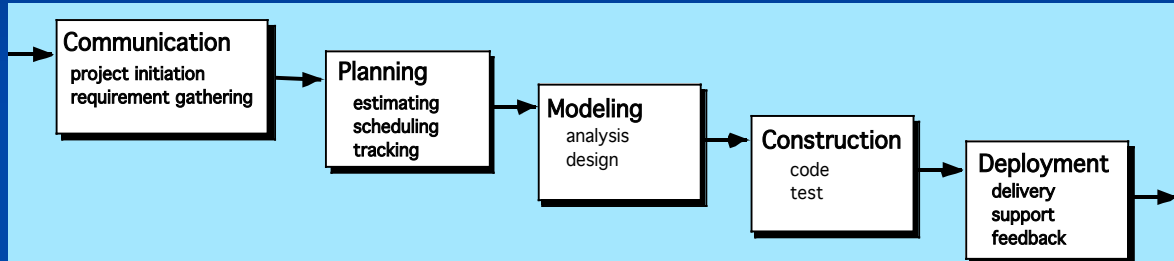 Communication
project initiation
requirement gathering
Planning
estimating
scheduling
tracking
Modeling
analysis
design
Construction
code
test
Deployment
delivery
support
feedback